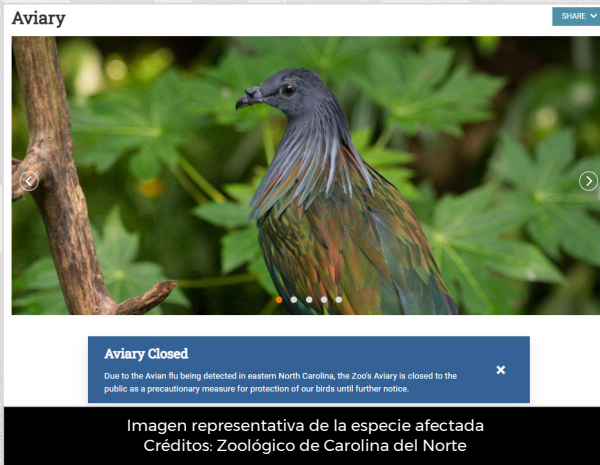 Aviary
SHARE
Aviary Closed
Due to the Avian flu being detected in eastern North Carolina, the Zoo's Aviary is closed to the
public as a precautionary measure for protection of our birds until further notice.
Imagen representativa de la especie afectada
Créditos: Zoológico de Carolina del Norte